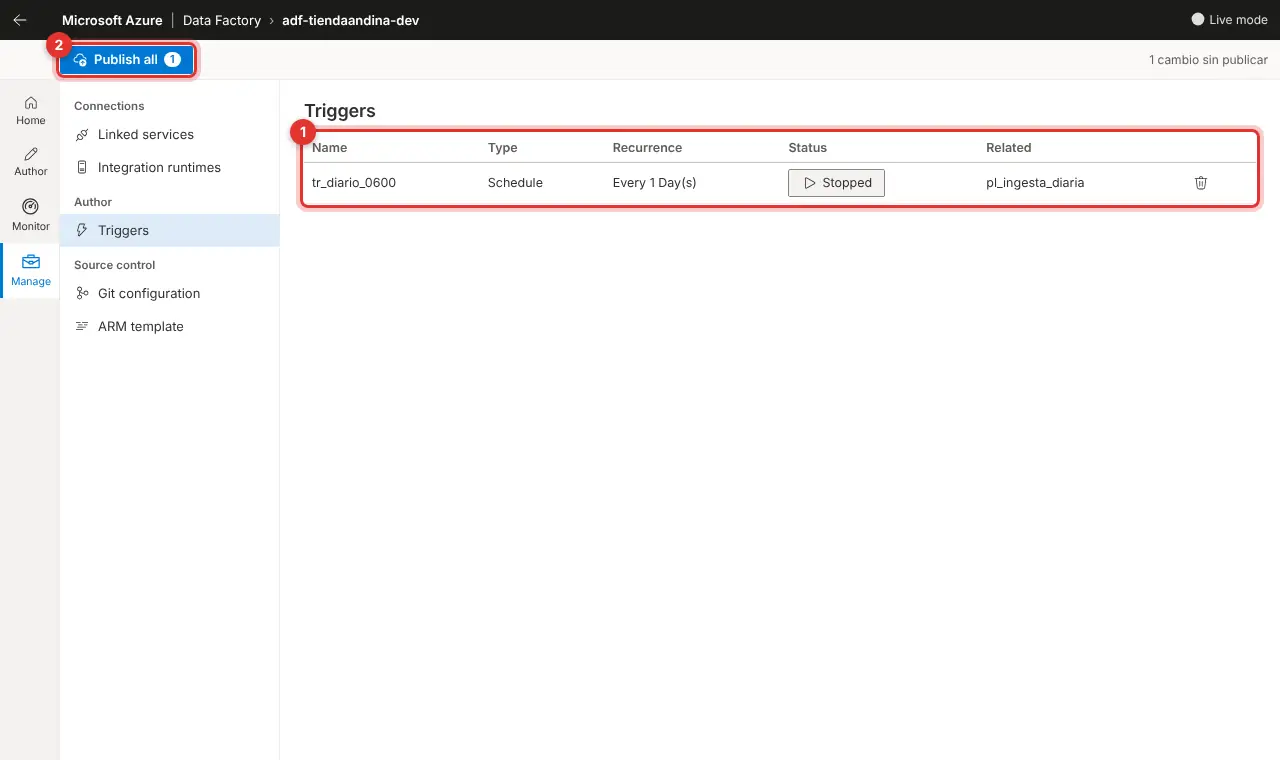 Microsoft Azure | Data Factory › adf-tiendaandina-dev
Live mode
2
Publish all 1
1 cambio sin publicar
Home
Author
Monitor
Manage
Connections
Linked services
Integration runtimes
Author
Triggers
Source control
Git configuration
ARM template
Triggers
1
Name Type Recurrence Status Related
tr_diario_0600 Schedule Every 1 Day(s) Stopped pl_ingesta_diaria